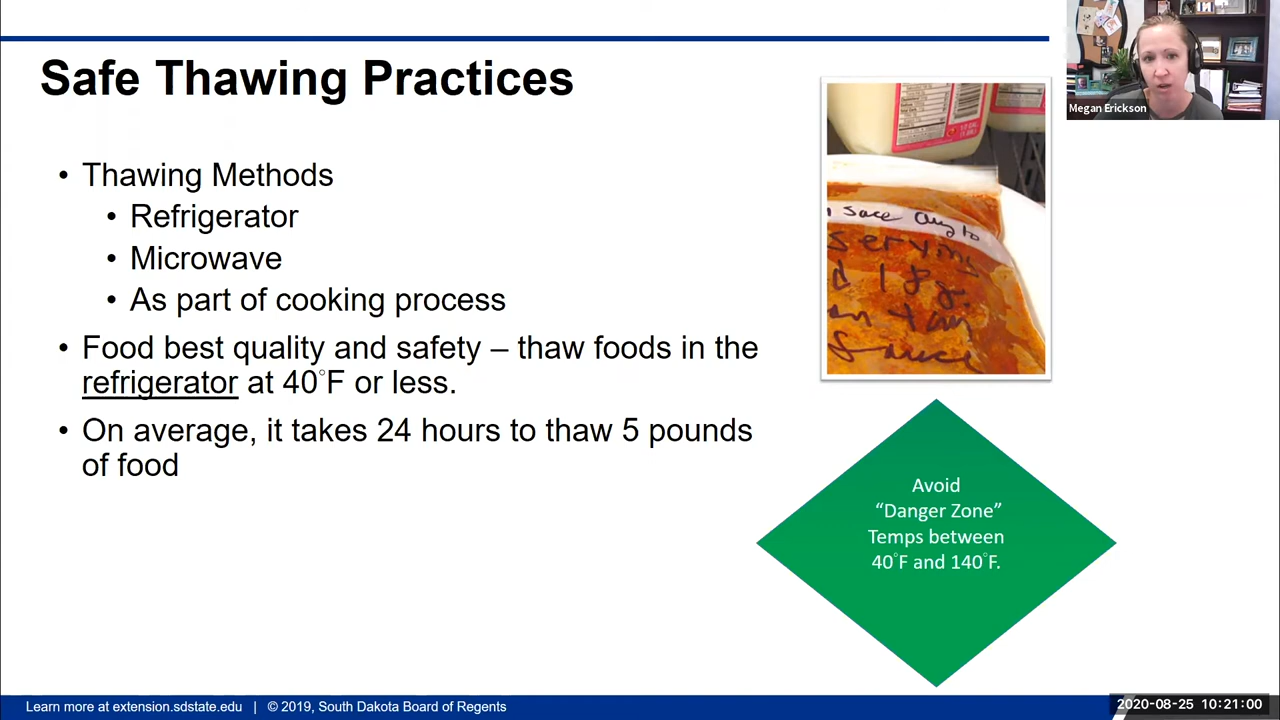 Safe Thawing Practices
• Thawing Methods
• Refrigerator
• Microwave
• As part of cooking process
• Food best quality and safety – thaw foods in the
refrigerator at 40°F or less.
• On average, it takes 24 hours to thaw 5 pounds
of food
Sauce
Avoid
“Danger Zone”
Temps between
40°F and 140°F.
Megan Erickson
Learn more at extension.sdstate.edu | © 2019, South Dakota Board of Regents
2020-08-25 10:21:00